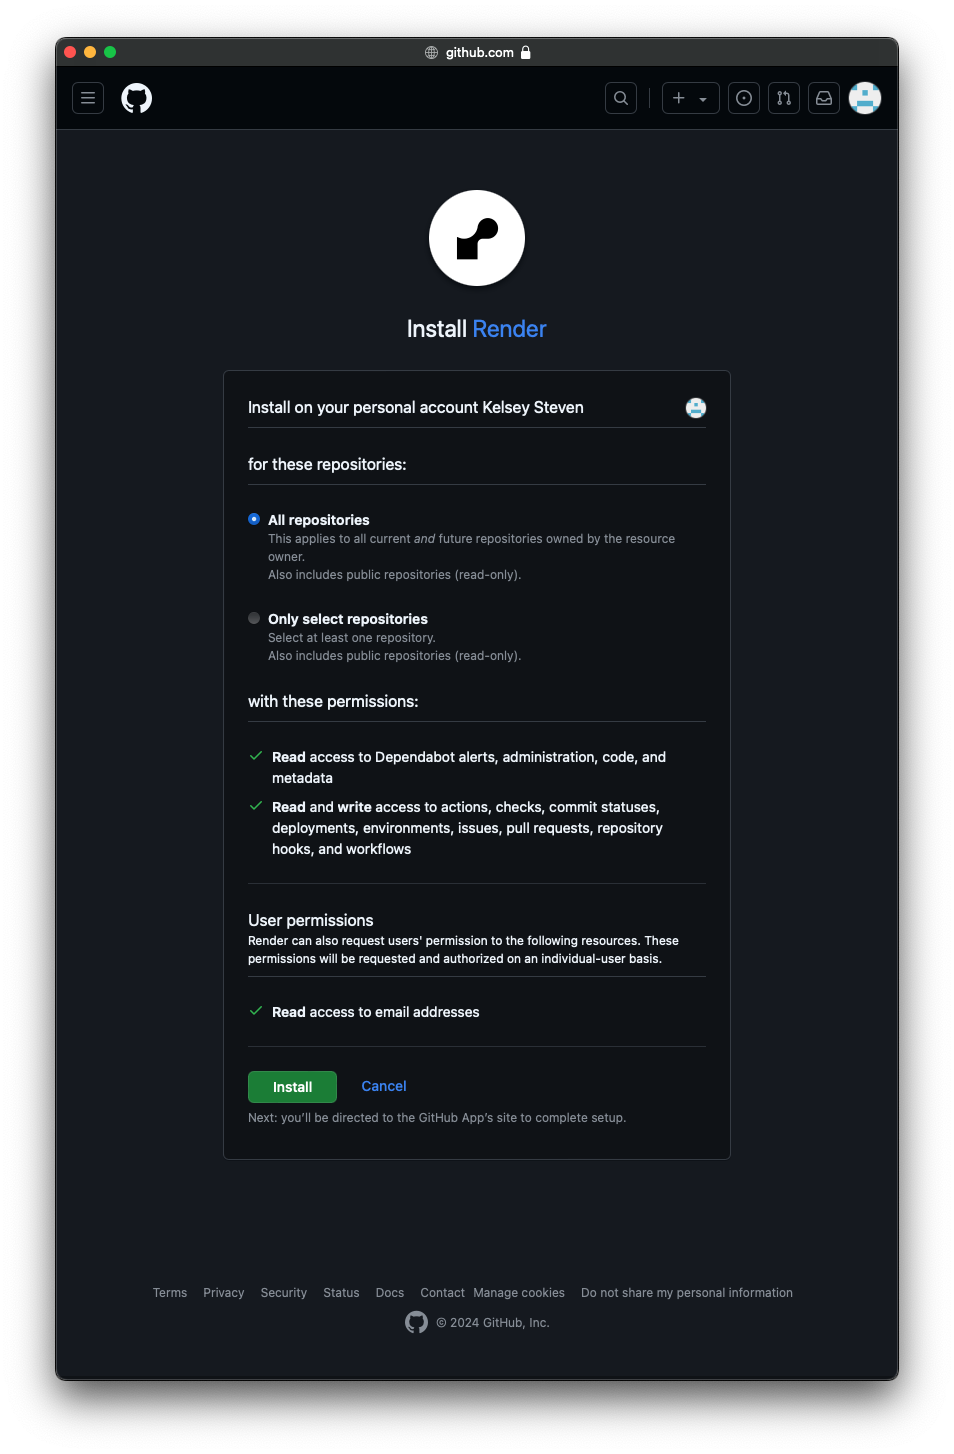 github.com
Install Render
Install on your personal account Kelsey Steven
for these repositories:
All repositories
This applies to all current and future repositories owned by the resource
owner.
Also includes public repositories (read-only).
Only select repositories
Select at least one repository.
Also includes public repositories (read-only).
with these permissions:
Read access to Dependabot alerts, administration, code, and
metadata
Read and write access to actions, checks, commit statuses,
deployments, environments, issues, pull requests, repository
hooks, and workflows
User permissions
Render can also request users' permission to the following resources. These
permissions will be requested and authorized on an individual-user basis.
Read access to email addresses
Install Cancel
Next: you’ll be directed to the GitHub App’s site to complete setup.
Terms Privacy Security Status Docs Contact Manage cookies Do not share my personal information
© 2024 GitHub, Inc.